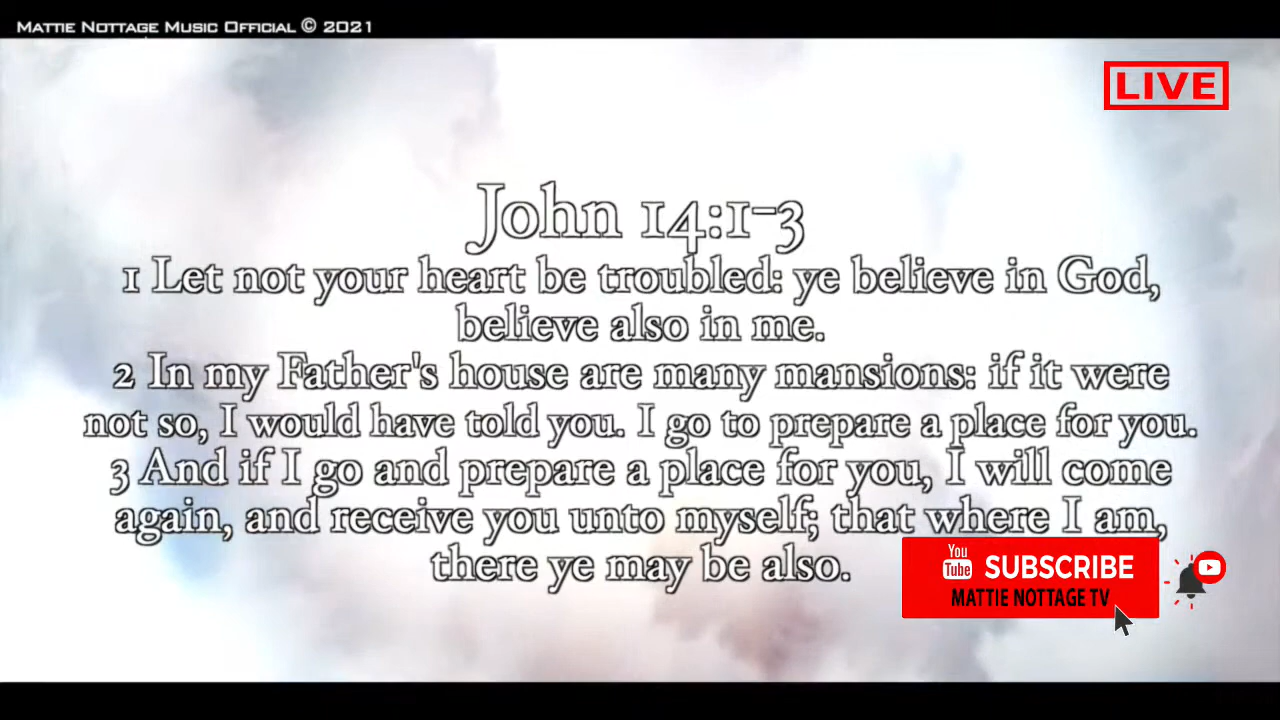 MATTIE NOTTAGE MUSIC OFFICIAL © 2021
LIVE
John 14:1-3
1 Let not your heart be troubled: ye believe in God,
believe also in me.
2 In my Father's house are many mansions: if it were
not so, I would have told you. I go to prepare a place for you.
3 And if I go and prepare a place for you, I will come
again, and receive you unto myself; that where I am,
there ye may be also.
You
Tube SUBSCRIBE
MATTIE NOTTAGE TV